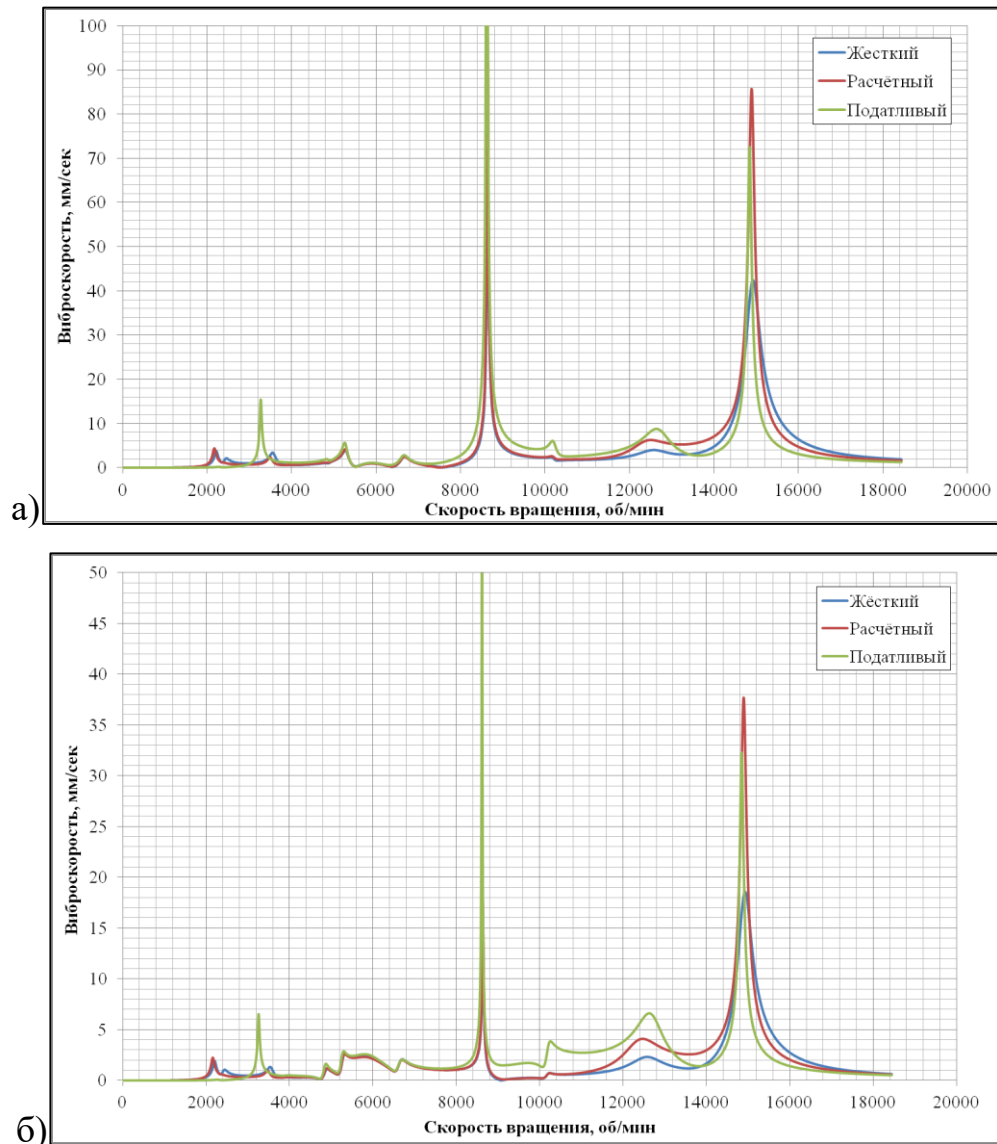 100
90
80
70
60
50
40
30
20
10
0
Виброскорость, мм/сек
Жесткий
Расчётный
Податливый
0 2000 4000 6000 8000 10000 12000 14000 16000 18000 20000
Скорость вращения, об/мин
а)
50
45
40
35
30
25
20
15
10
5
0
Виброскорость, мм/сек
Жёсткий
Расчётный
Податливый
0 2000 4000 6000 8000 10000 12000 14000 16000 18000 20000
Скорость вращения, об/мин
б)